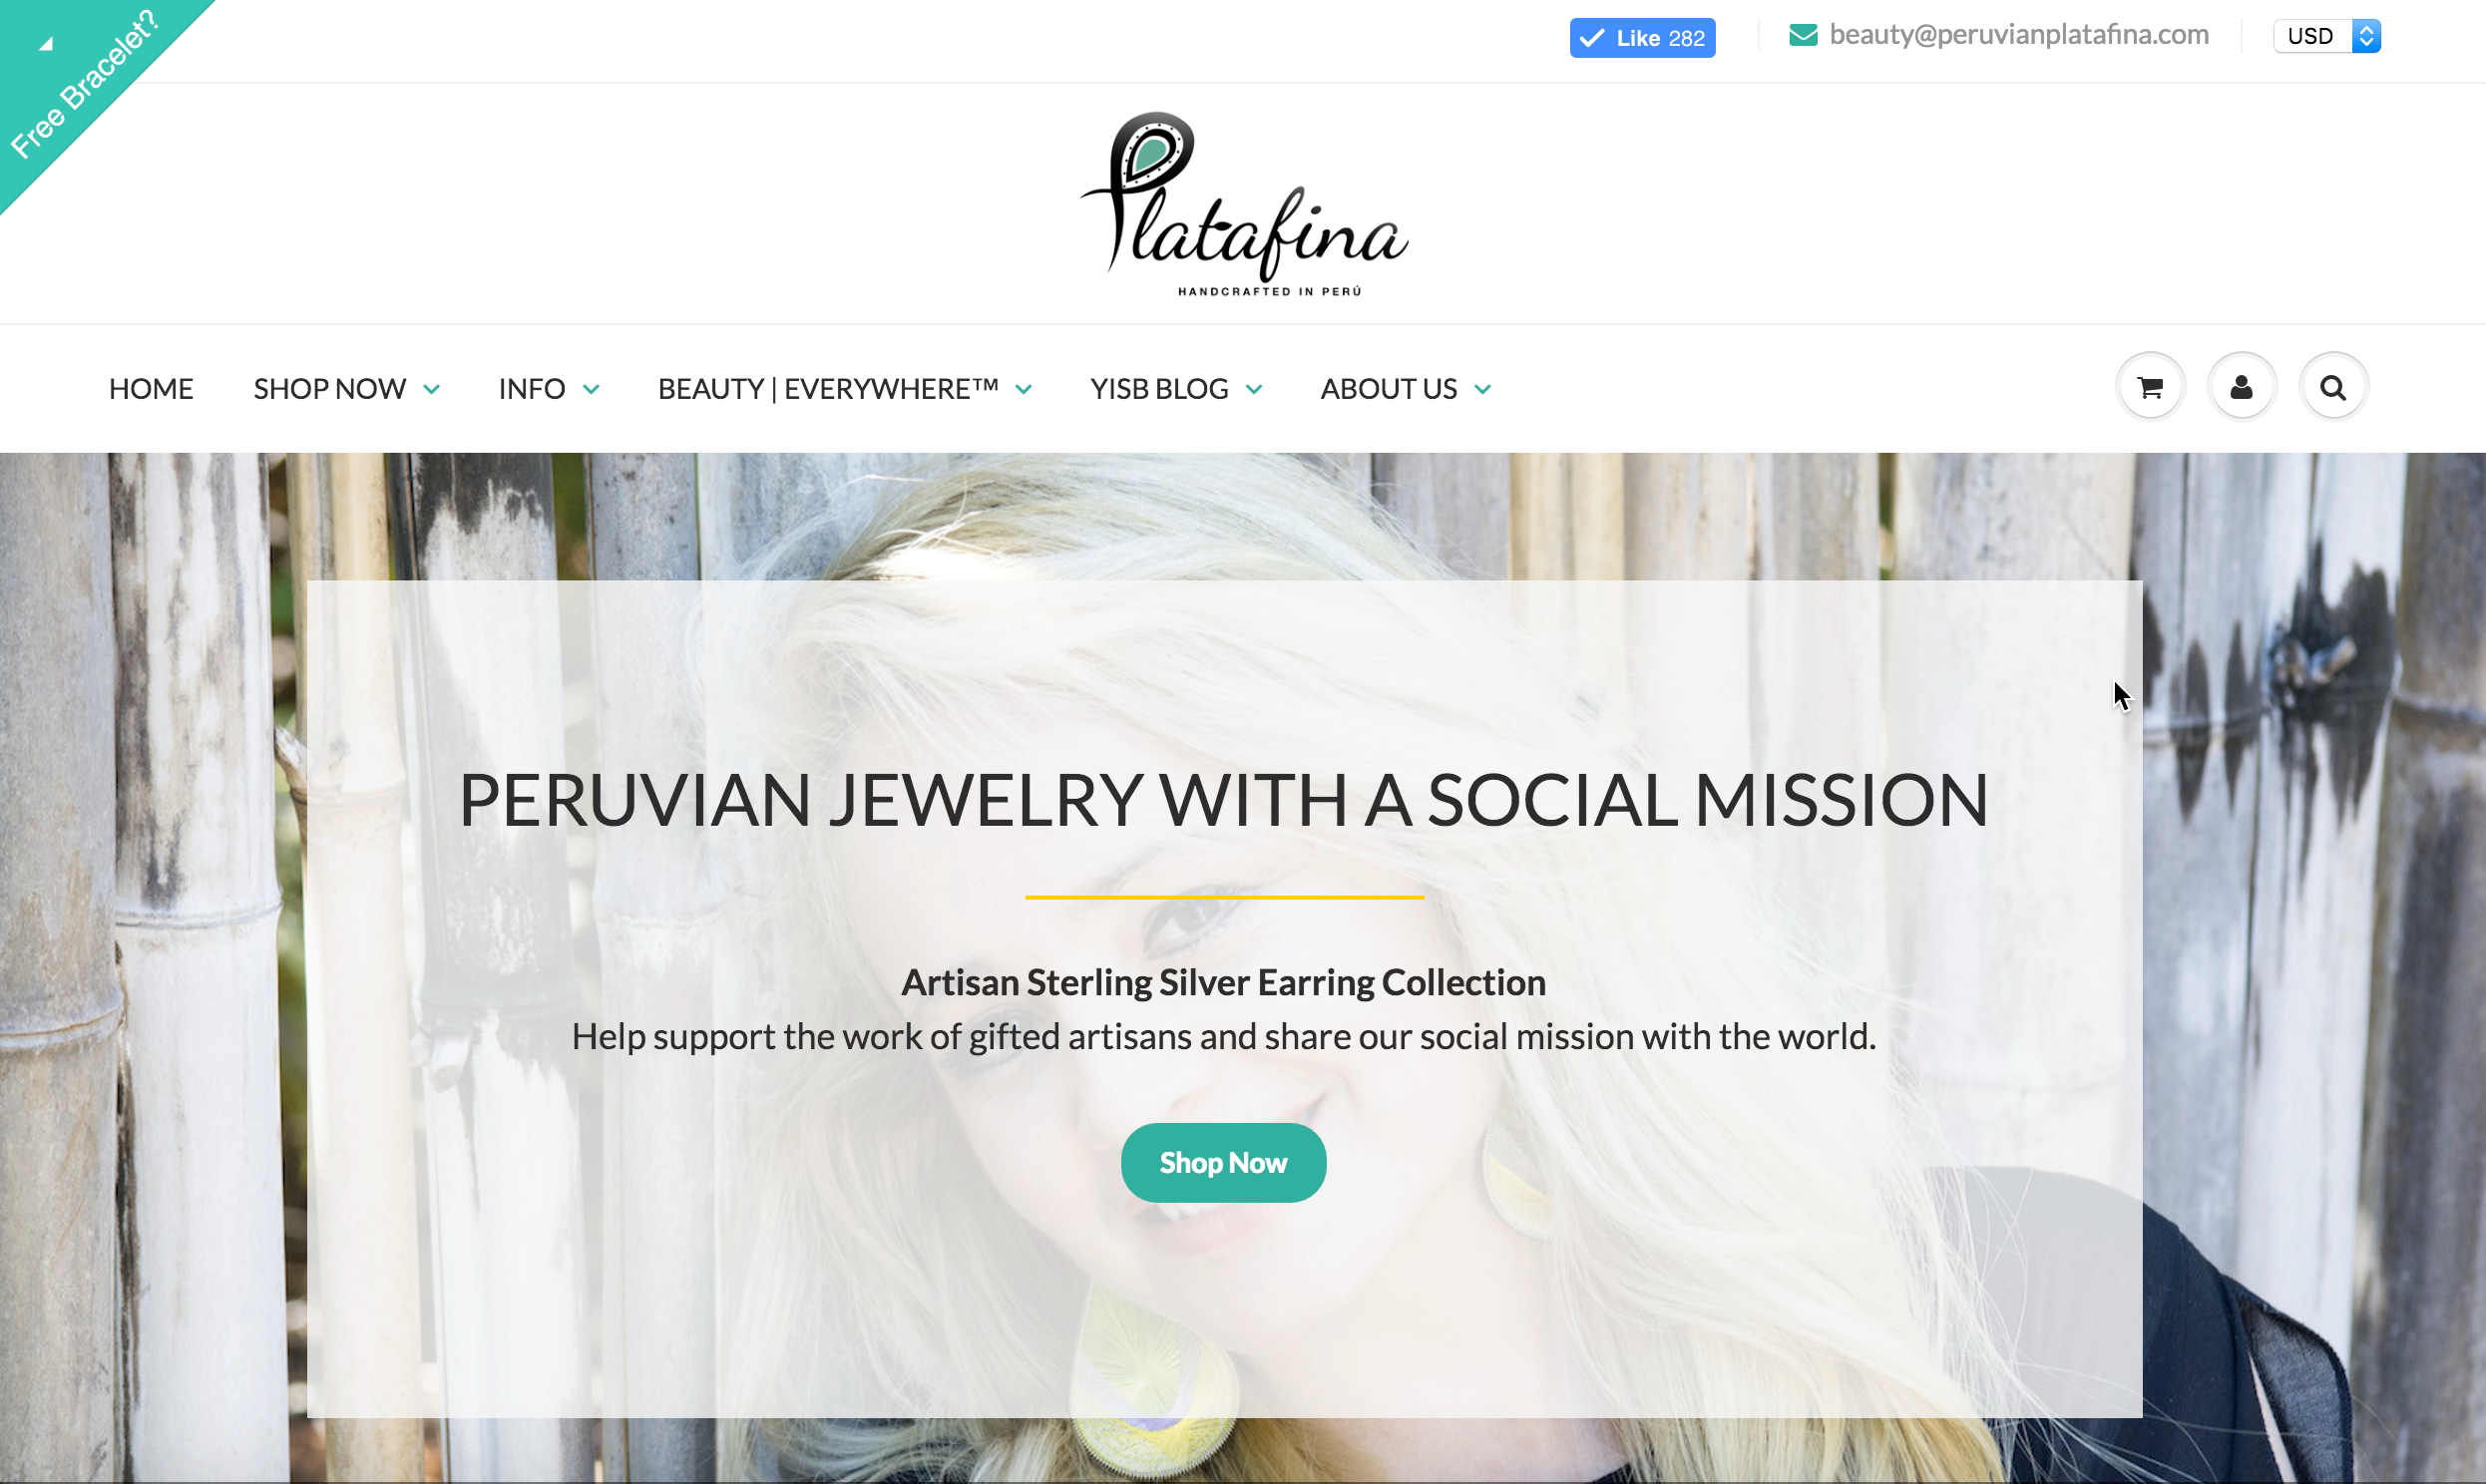 Free Bracelet?
Like 282
beauty@peruvianplatafina.com
USD
Platafina
HANDCRAFTED IN PERÚ
HOME SHOP NOW INFO BEAUTY | EVERYWHERE™ YISB BLOG ABOUT US
PERUVIAN JEWELRY WITH A SOCIAL MISSION
Artisan Sterling Silver Earring Collection
Help support the work of gifted artisans and share our social mission with the world.
Shop Now